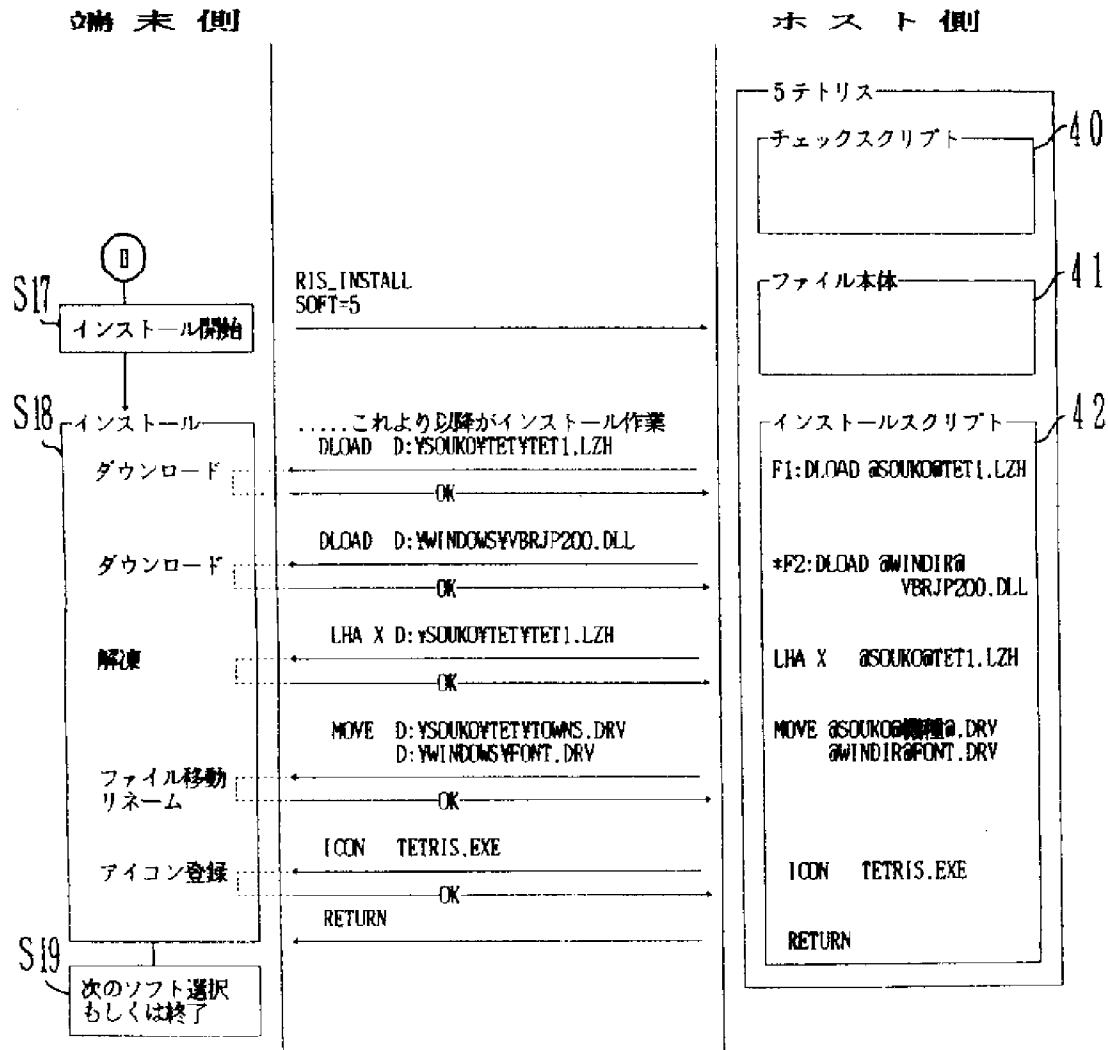 端末側
ホスト側
5テトリス
チェックスクリプト
40
ファイル本体
41
S17
インストール開始
RIS_INSTALL
SOFT=5
S18
インストール
.....これより以降がインストール作業
インストールスクリプト
42
DLOAD D:¥SOUKO¥TET¥TET1.LZH
ダウンロード
OK
F1:DLOAD @SOUKO@TET1.LZH
DLOAD D:¥WINDOWS¥VBRJP200.DLL
ダウンロード
OK
*F2:DLOAD @WINDIR@
VBRJP200.DLL
LHA X D:¥SOUKO¥TET¥TET1.LZH
解凍
OK
LHA X @SOUKO@TET1.LZH
MOVE D:¥SOUKO¥TET¥TOWNS.DRV
D:¥WINDOWS¥FONT.DRV
ファイル移動
リネーム
OK
MOVE @SOUKO@機種@.DRV
@WINDIR@FONT.DRV
ICON TETRIS.EXE
アイコン登録
OK
ICON TETRIS.EXE
RETURN
RETURN
S19
次のソフト選択
もしくは終了